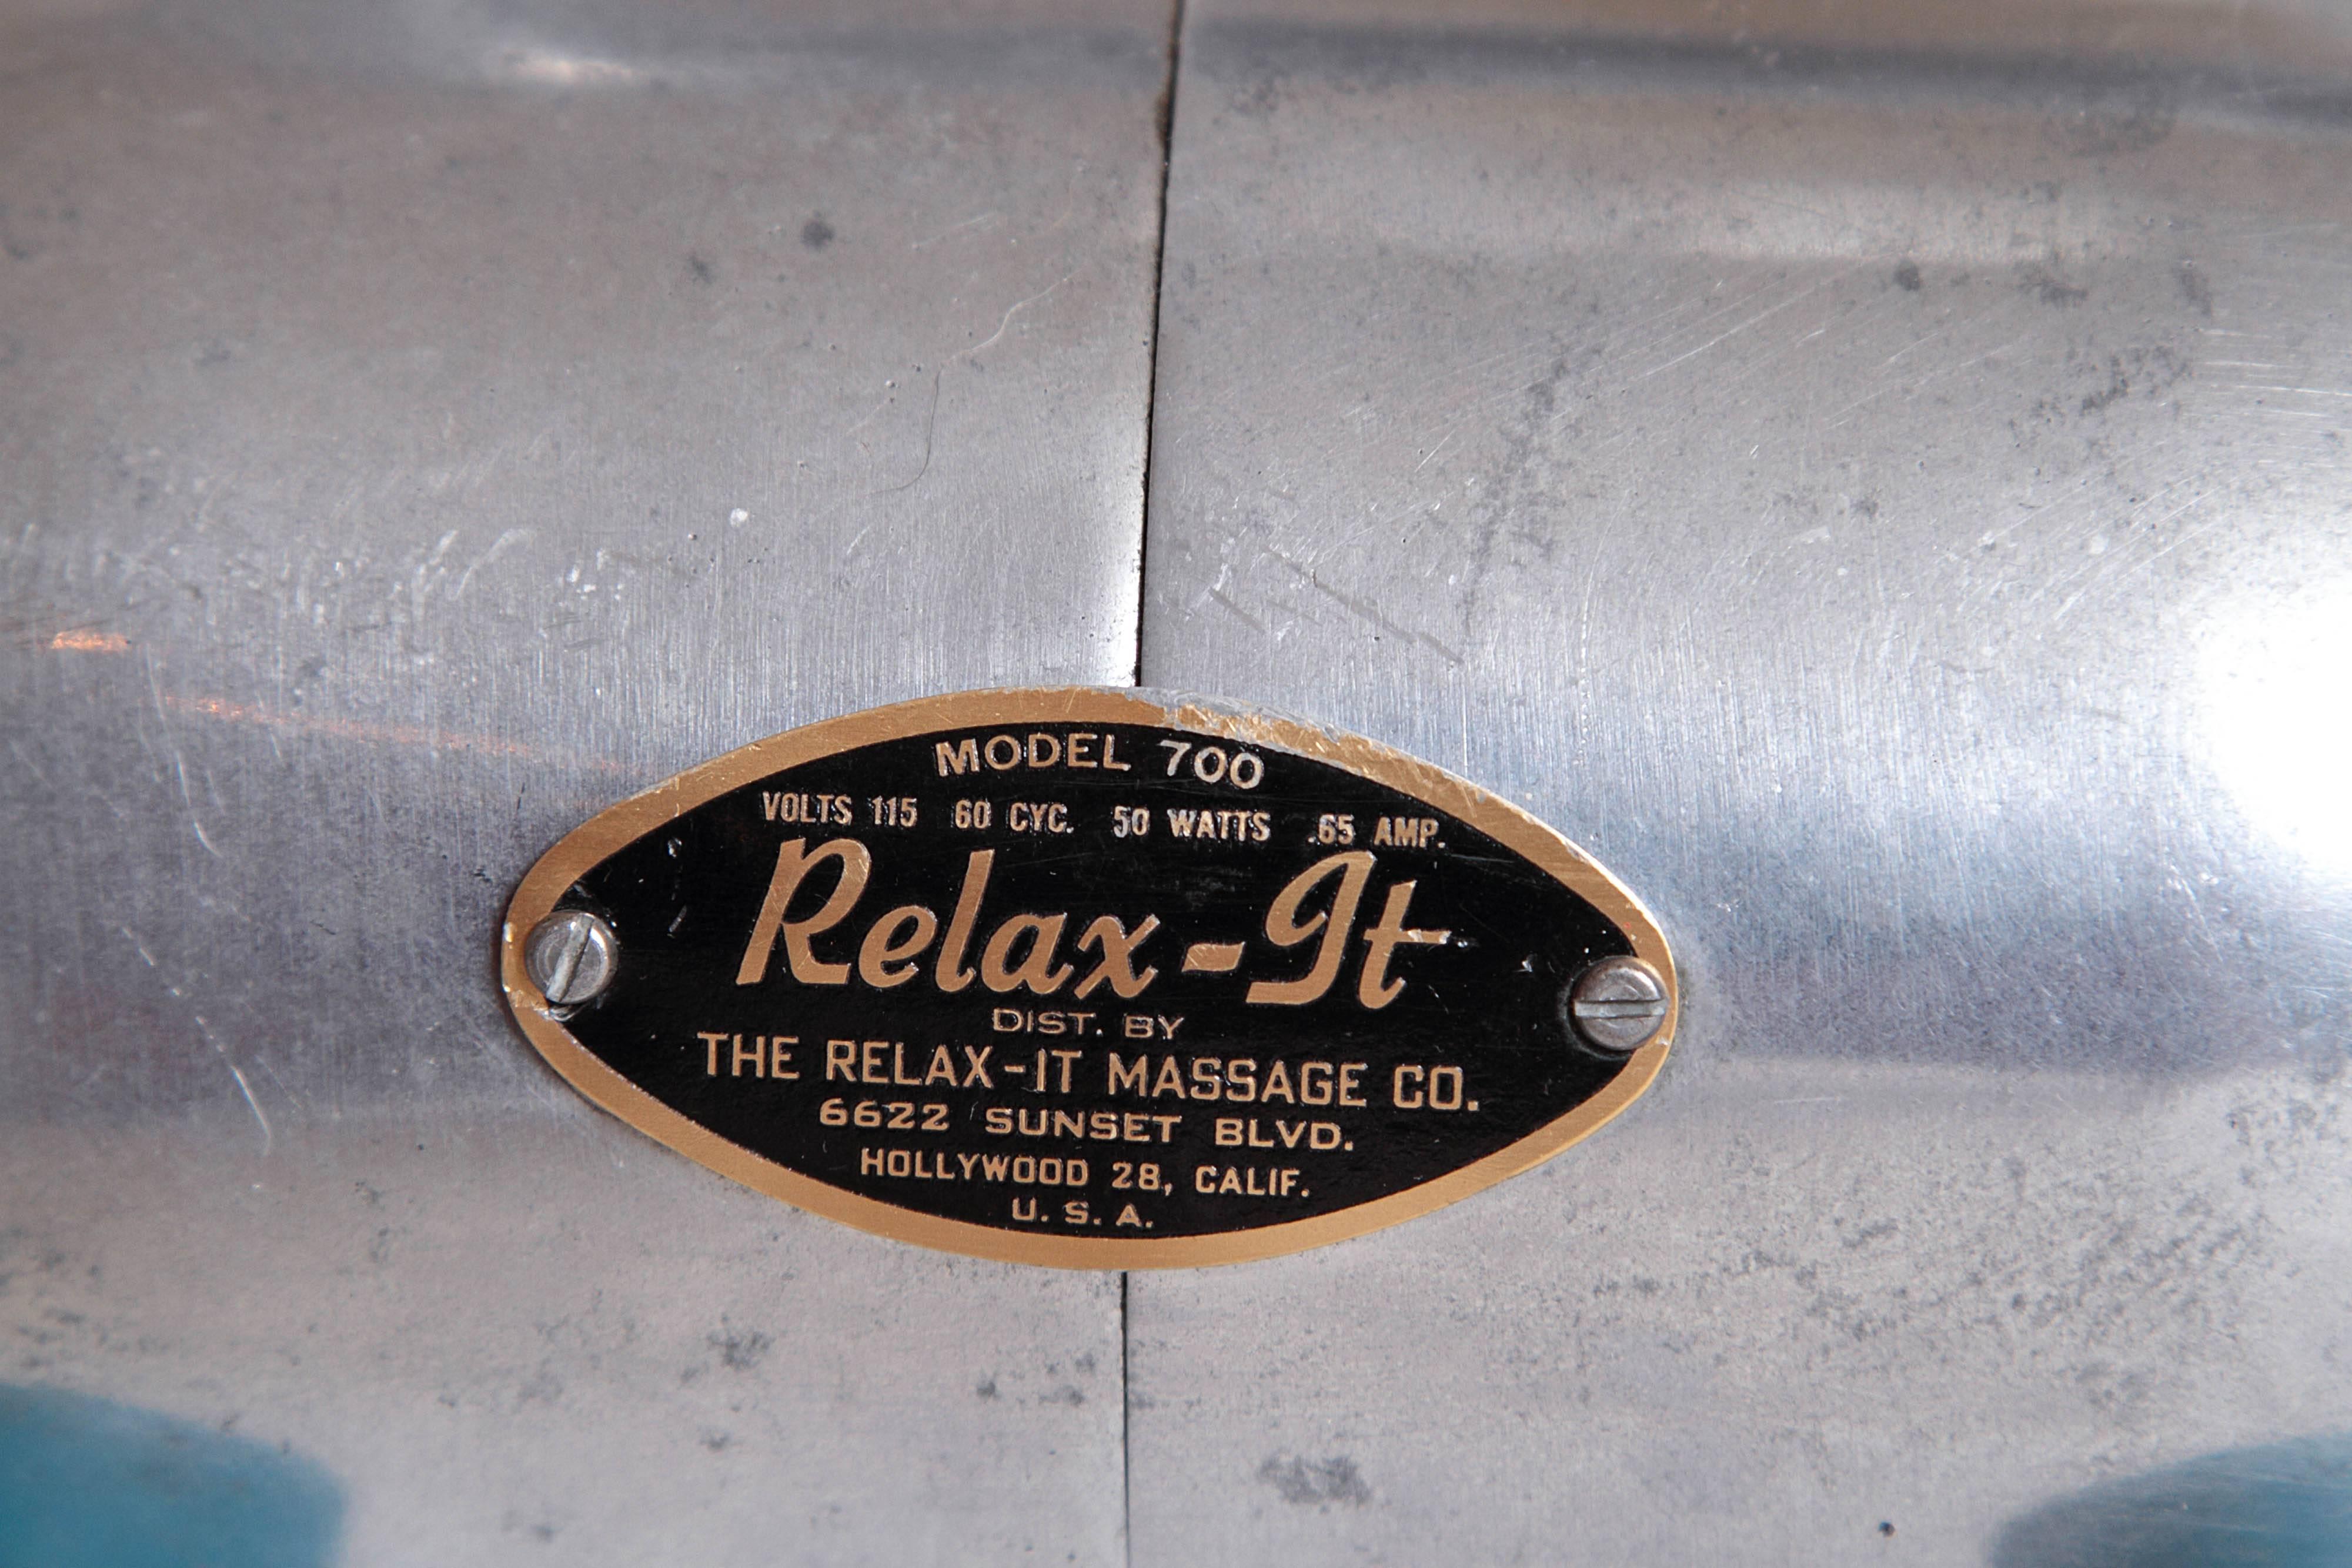 MODEL 700
VOLTS 115 60 CYC. 50 WATTS .65 AMP.
Relax-It
DIST. BY
THE RELAX-IT MASSAGE CO.
6622 SUNSET BLVD.
HOLLYWOOD 28, CALIF.
U. S. A.